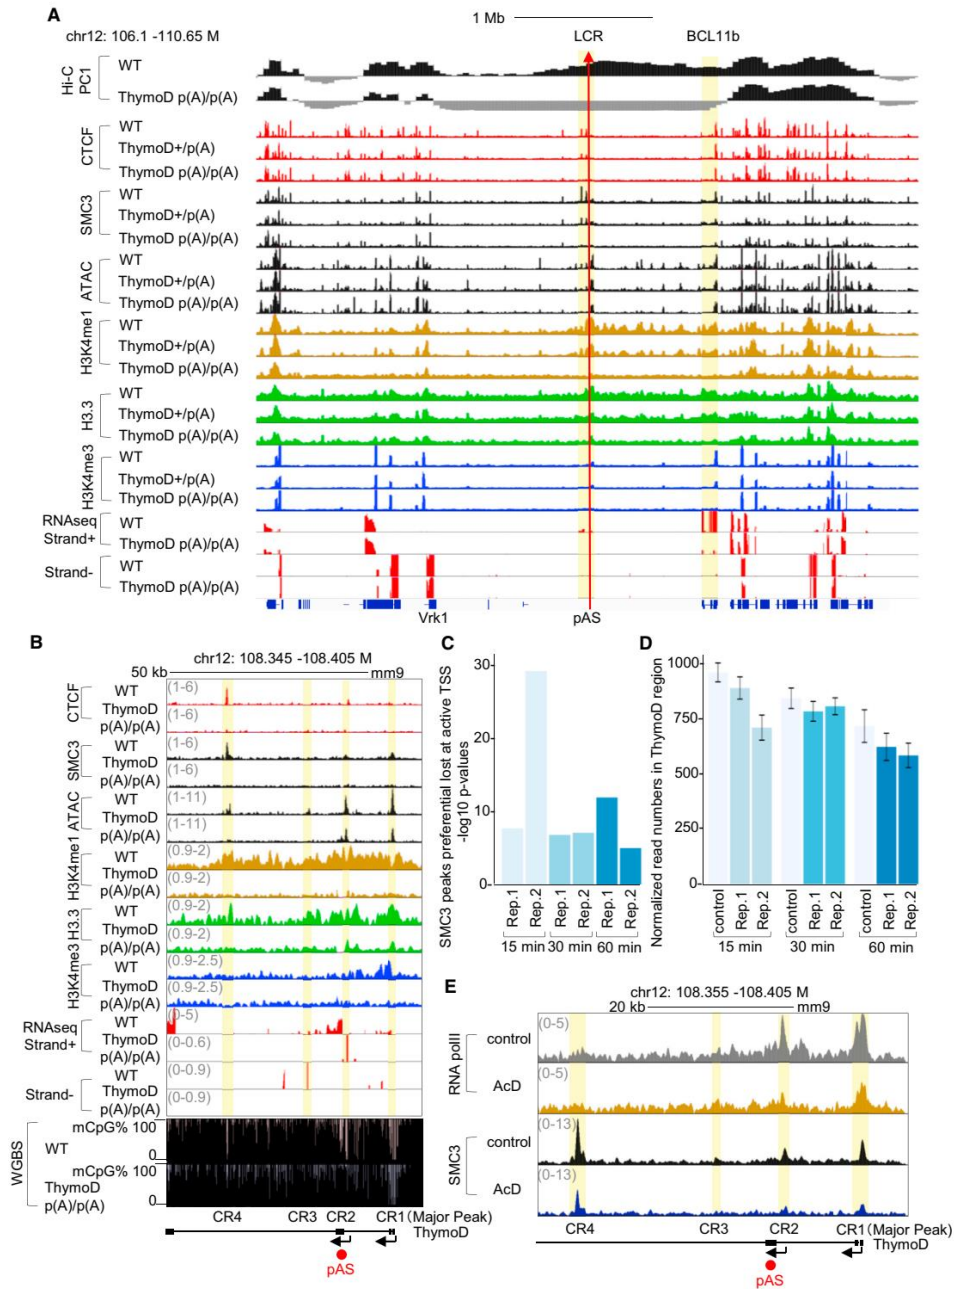 A
1 Mb
chr12: 106.1 -110.65 M
LCR
BCL11b
Hi-C
PC1
WT
ThymoD p(A)/p(A)
CTCF
WT
ThymoD+/p(A)
ThymoD p(A)/p(A)
SMC3
WT
ThymoD+/p(A)
ThymoD p(A)/p(A)
ATAC
WT
ThymoD+/p(A)
ThymoD p(A)/p(A)
H3K4me1
WT
ThymoD+/p(A)
ThymoD p(A)/p(A)
H3.3
WT
ThymoD+/p(A)
ThymoD p(A)/p(A)
H3K4me3
WT
ThymoD+/p(A)
ThymoD p(A)/p(A)
RNAseq
Strand+
WT
ThymoD p(A)/p(A)
Strand-
WT
ThymoD p(A)/p(A)
Vrk1
pAS
B
chr12: 108.345 -108.405 M
50 kb
mm9
CTCF
WT
(1-6)
ThymoD
p(A)/p(A)
(1-6)
SMC3
WT
(1-6)
ThymoD
p(A)/p(A)
(1-6)
ATAC
WT
(1-11)
ThymoD
p(A)/p(A)
(1-11)
H3K4me1
WT
(0.9-2)
ThymoD
p(A)/p(A)
(0.9-2)
H3.3
WT
(0.9-2)
ThymoD
p(A)/p(A)
(0.9-2)
H3K4me3
WT
(0.9-2.5)
ThymoD
p(A)/p(A)
(0.9-2.5)
RNAseq
Strand+
WT
(0-5)
ThymoD
p(A)/p(A)
(0-0.6)
Strand-
WT
(0-0.9)
ThymoD
p(A)/p(A)
(0-0.9)
WGBS
mCpG% 100
WT
0
mCpG% 100
ThymoD
p(A)/p(A)
0
CR4
CR3
CR2
CR1(Major Peak)
ThymoD
pAS
C
SMC3 peaks preferential lost at active TSS
-log10 p-values
30
20
10
0
Rep.1
Rep.2
Rep.1
Rep.2
Rep.1
Rep.2
15 min
30 min
60 min
D
Normalized read numbers in ThymoD region
1000
750
500
250
0
control
Rep.1
Rep.2
control
Rep.1
Rep.2
control
Rep.1
Rep.2
15 min
30 min
60 min
E
chr12: 108.355 -108.405 M
20 kb
mm9
RNA polII
control
(0-5)
AcD
(0-5)
SMC3
control
(0-13)
AcD
(0-13)
CR4
CR3
CR2
CR1(Major Peak)
ThymoD
pAS